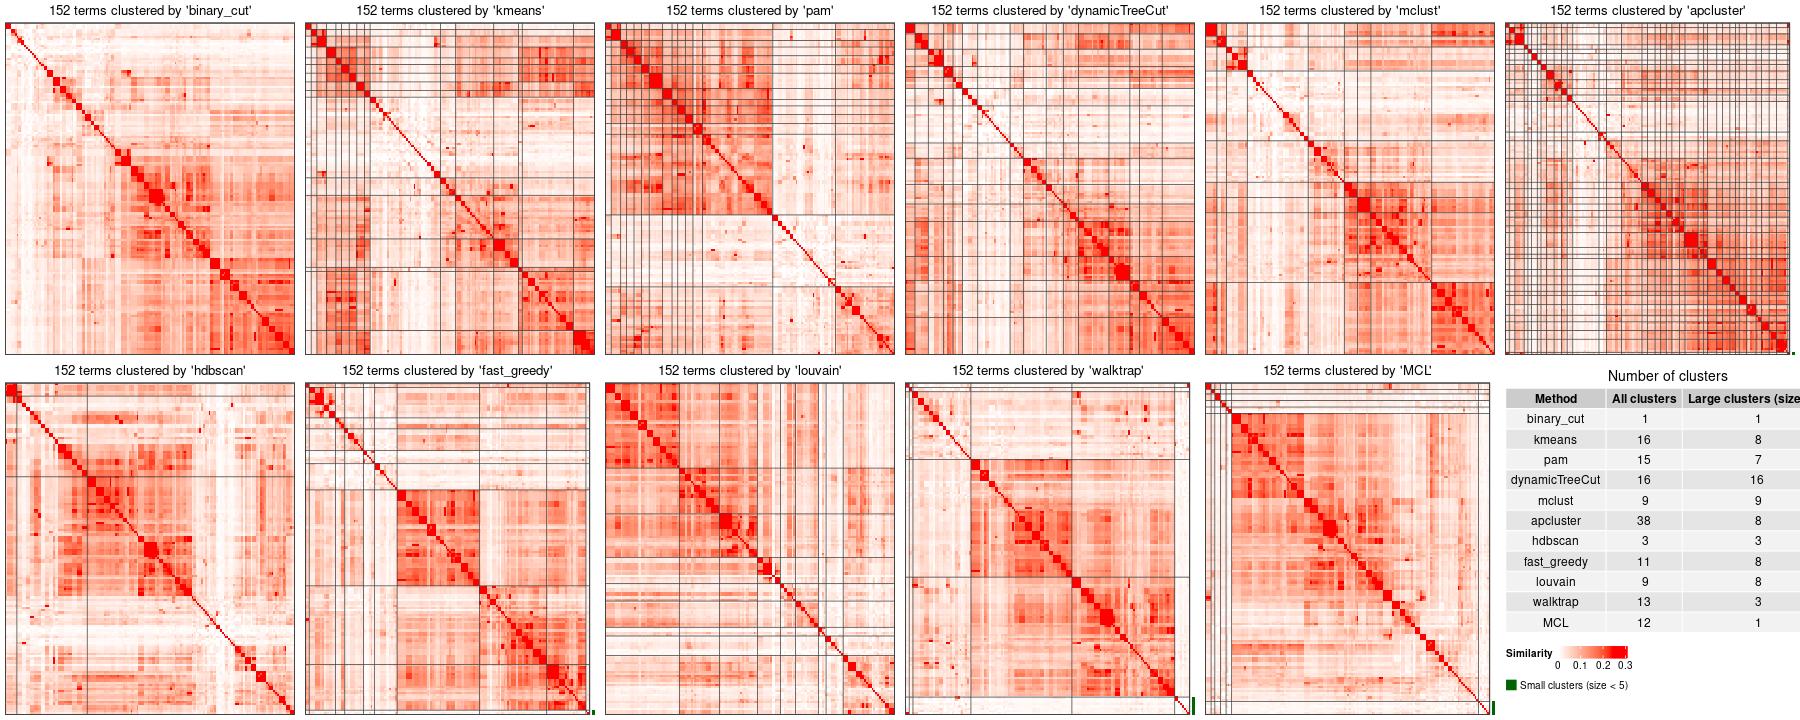 152 terms clustered by 'binary_cut'
152 terms clustered by 'kmeans'
152 terms clustered by 'pam'
152 terms clustered by 'dynamicTreeCut'
152 terms clustered by 'mclust'
152 terms clustered by 'apcluster'
152 terms clustered by 'hdbscan'
152 terms clustered by 'fast_greedy'
152 terms clustered by 'louvain'
152 terms clustered by 'walktrap'
152 terms clustered by 'MCL'
Number of clusters
Method All clusters Large clusters (size
binary_cut 1 1
kmeans 16 8
pam 15 7
dynamicTreeCut 16 16
mclust 9 9
apcluster 38 8
hdbscan 3 3
fast_greedy 11 8
louvain 9 8
walktrap 13 3
MCL 12 1
Similarity
0 0.1 0.2 0.3
Small clusters (size < 5)